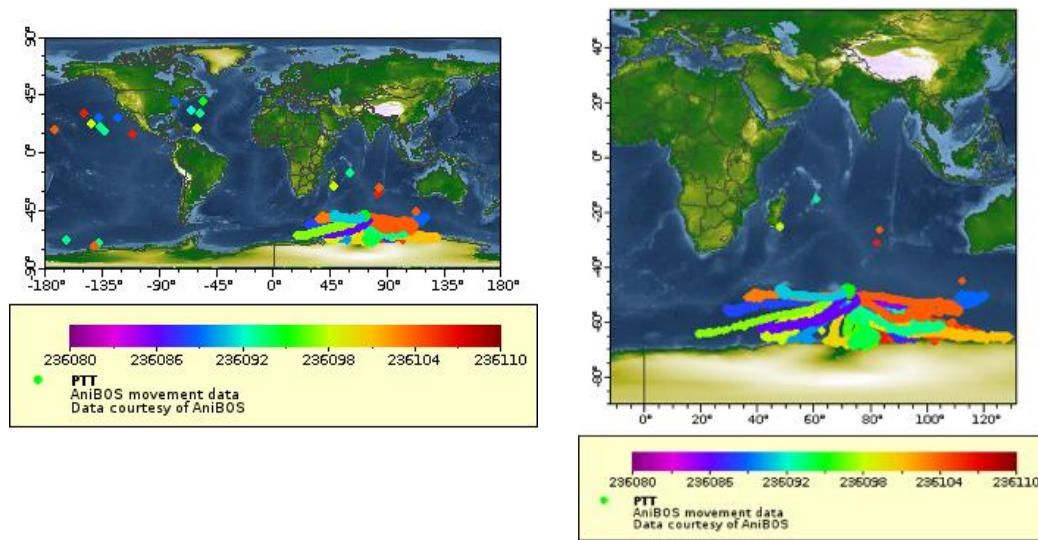 90°
45°
0°
-45°
-90°
-180° -135° -90° -45° 0° 45° 90° 135° 180°
236080 236086 236092 236098 236104 236110
PTT
AniBOS movement data
Data courtesy of AniBOS
40°
20°
0°
-20°
-40°
-60°
-80°
0° 20° 40° 60° 80° 100° 120°
236080 236086 236092 236098 236104 236110
PTT
AniBOS movement data
Data courtesy of AniBOS